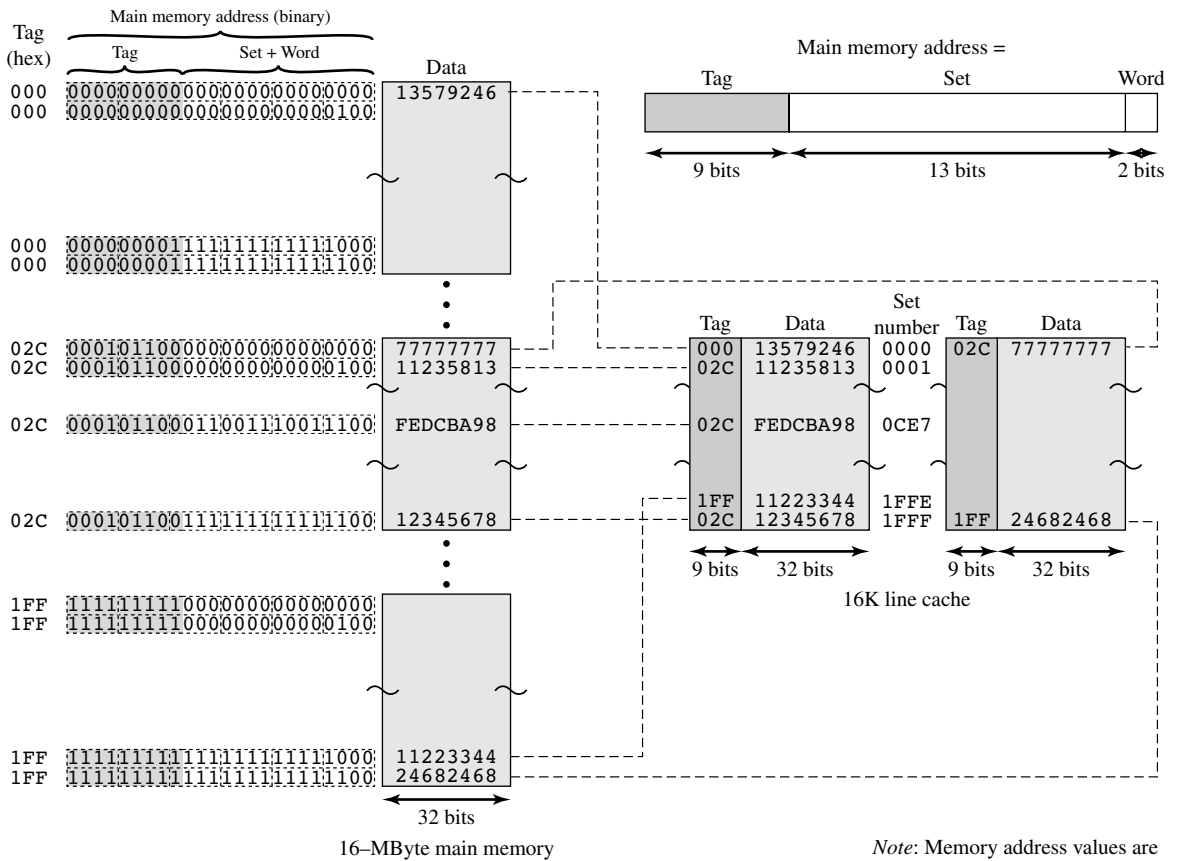 Main memory address (binary)
Tag
(hex)
Tag
Set + Word
Data
Main memory address =
Tag Set Word
9 bits 13 bits 2 bits
000 000000000000000000000000 13579246
000 000000000000000000000100
000 000000001111111111111000
000 000000001111111111111100
02C 000101100000000000000000 77777777
02C 000101100000000000000100 11235813
02C 000101100011001110011100 FEDCBA98
02C 000101100111111111111100 12345678
1FF 111111111000000000000000
1FF 111111111000000000000100
1FF 111111111111111111111000 11223344
1FF 111111111111111111111100 24682468
32 bits
16–MByte main memory
Set
Tag Data number Tag Data
000 13579246 0000 02C 77777777
02C 11235813 0001
02C FEDCBA98 0CE7
1FF 11223344 1FFE
02C 12345678 1FFF 1FF 24682468
9 bits 32 bits 9 bits 32 bits
16K line cache
Note: Memory address values are